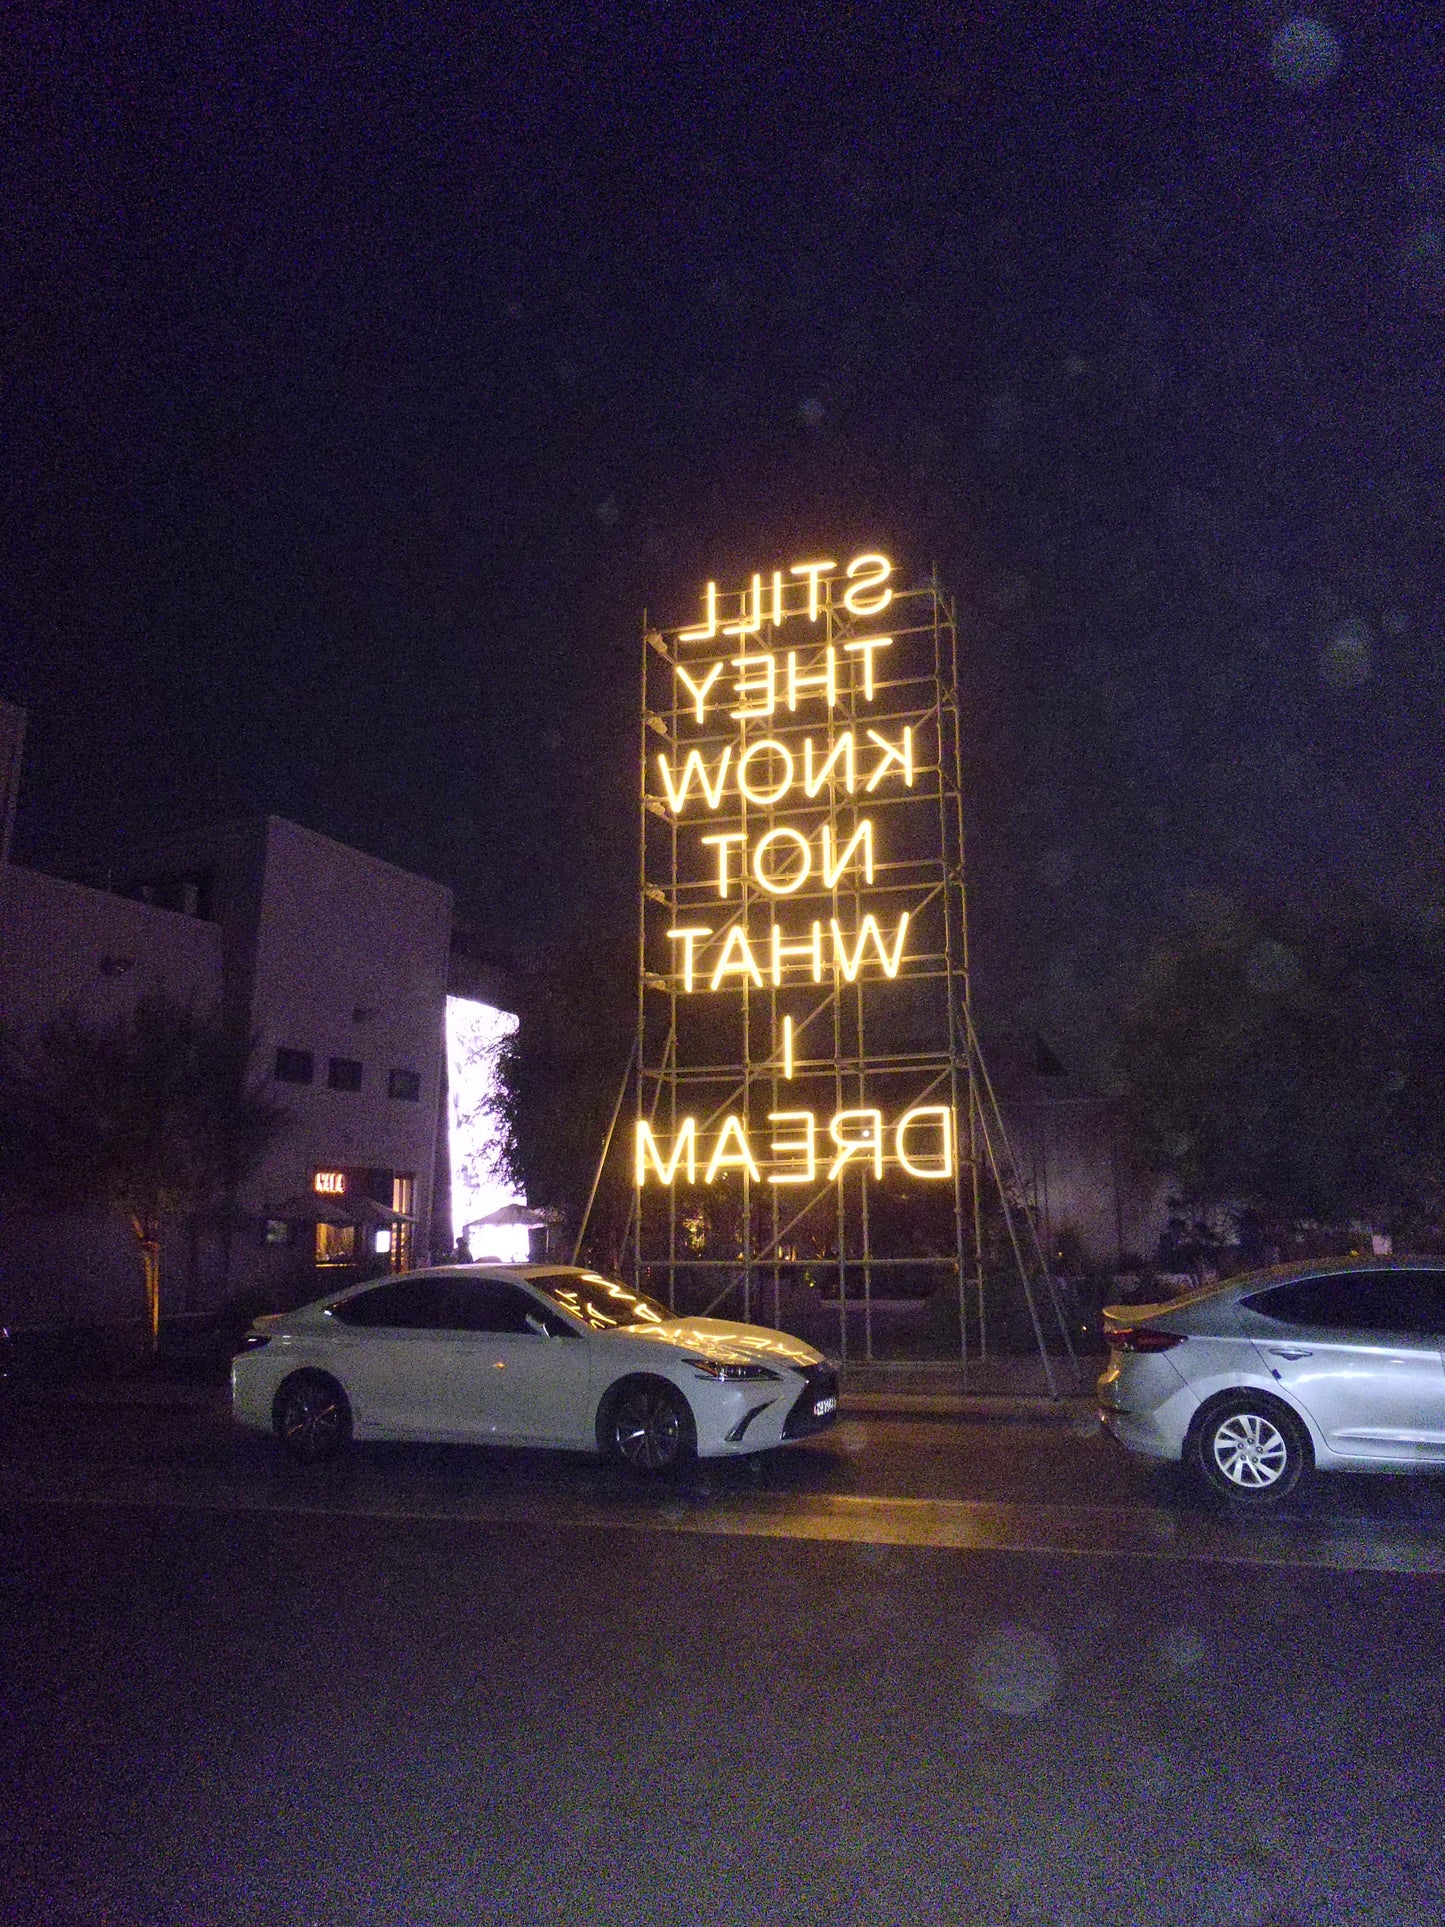 STILL
THEY
KNOW
NOT
WHAT
I
DREAM